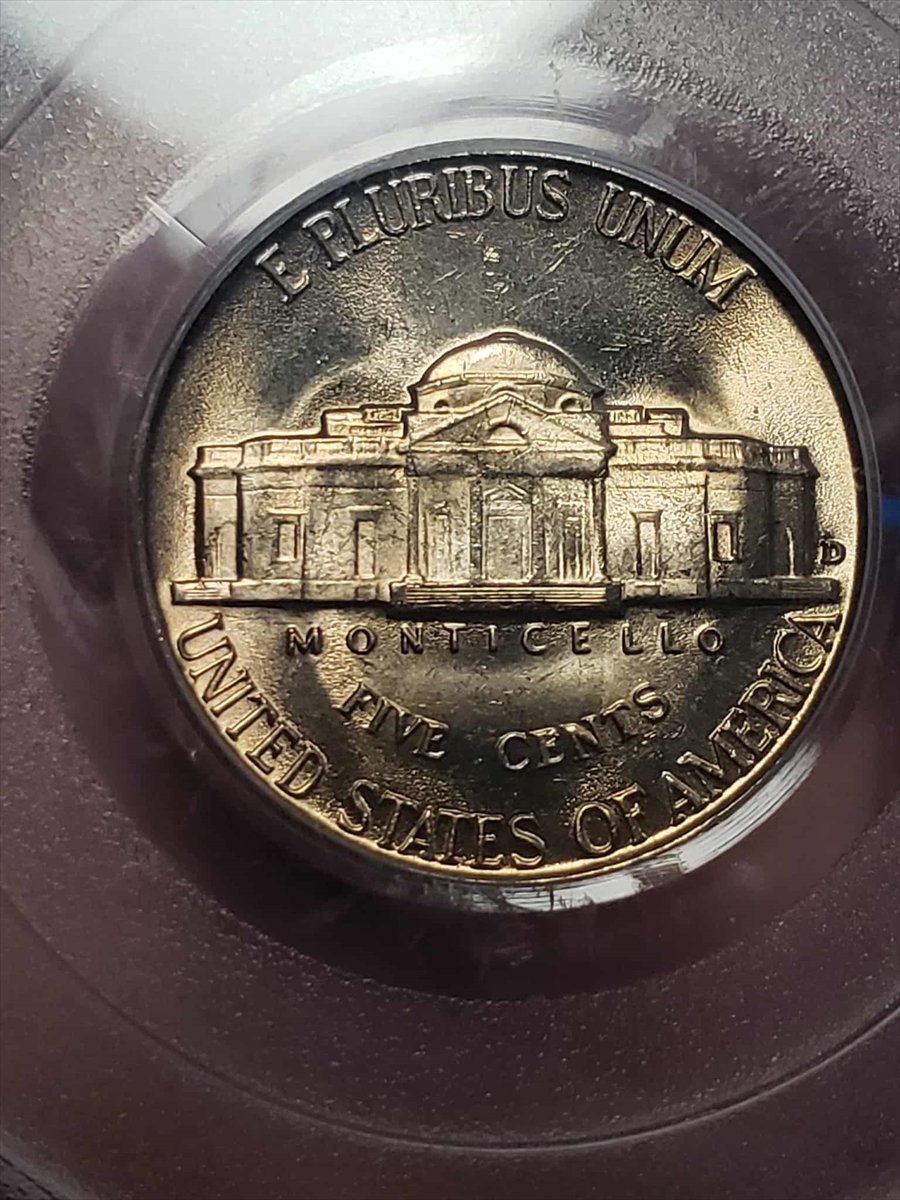 E PLURIBUS UNUM
D
MONTICELLO
FIVE CENTS
UNITED STATES OF AMERICA